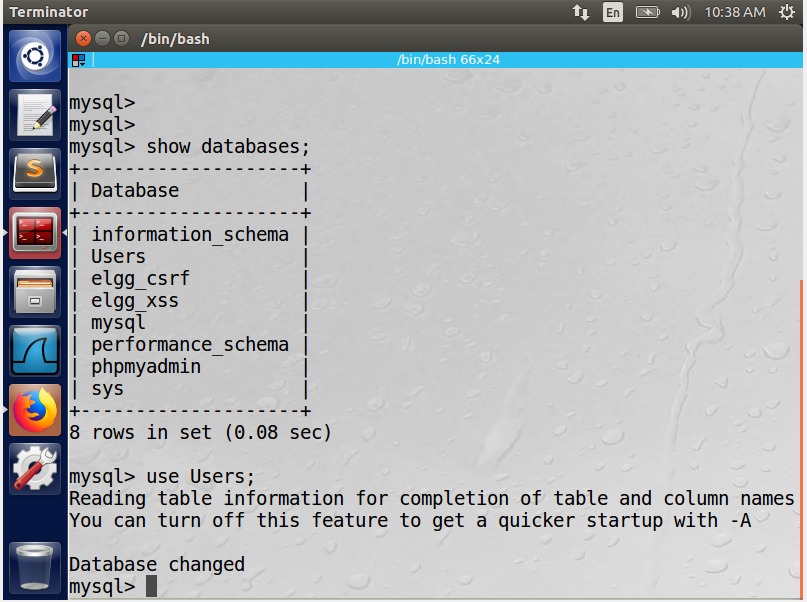 Terminator
En
10:38 AM
/bin/bash
/bin/bash 66x24
mysql>
mysql>
mysql> show databases;
+--------------------+
| Database           |
+--------------------+
| information_schema |
| Users              |
| elgg_csrf          |
| elgg_xss           |
| mysql              |
| performance_schema |
| phpmyadmin         |
| sys                |
+--------------------+
8 rows in set (0.08 sec)
mysql> use Users;
Reading table information for completion of table and column names
You can turn off this feature to get a quicker startup with -A
Database changed
mysql>